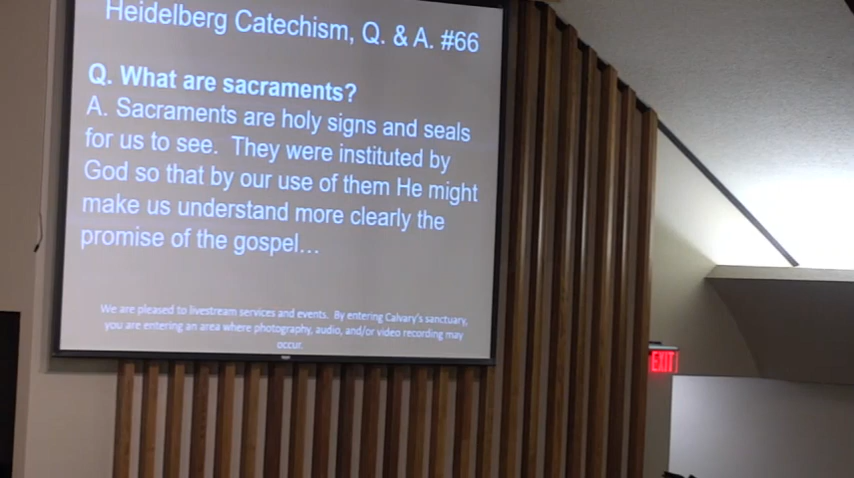 Heidelberg Catechism, Q. & A. #66
Q. What are sacraments?
A. Sacraments are holy signs and seals
for us to see. They were instituted by
God so that by our use of them He might
make us understand more clearly the
promise of the gospel...
We are pleased to livestream services and events. By entering Calvary's sanctuary,
you are entering an area where photography, audio, and/or video recording may
occur.
EXIT